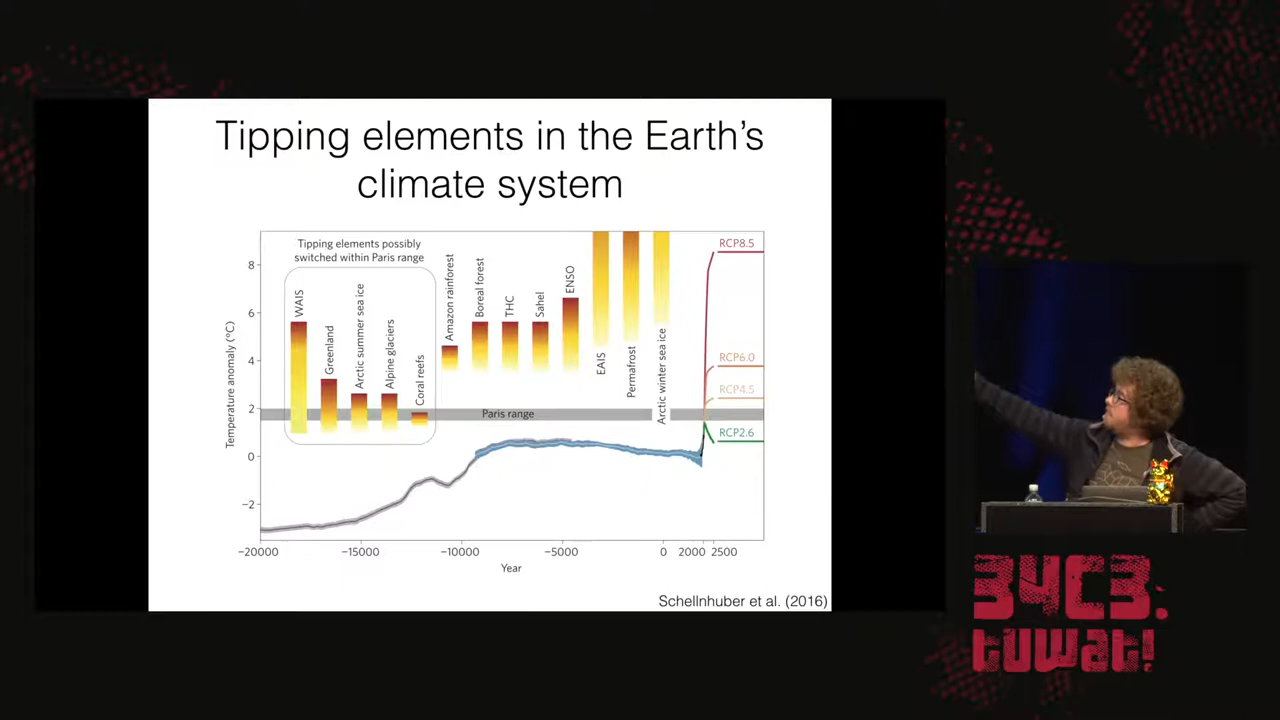 Tipping elements in the Earth's
climate system
Tipping elements possibly
switched within Paris range
WAIS
Greenland
Arctic summer sea ice
Alpine glaciers
Coral reefs
Amazon rainforest
Boreal forest
THC
Sahel
ENSO
EAIS
Permafrost
Arctic winter sea ice
RCP8.5
RCP6.0
RCP4.5
RCP2.6
Paris range
Temperature anomaly (°C)
8
6
4
2
0
−2
−20000 −15000 −10000 −5000 0 2000 2500
Year
Schellnhuber et al. (2016)
34C3:
tuwat!